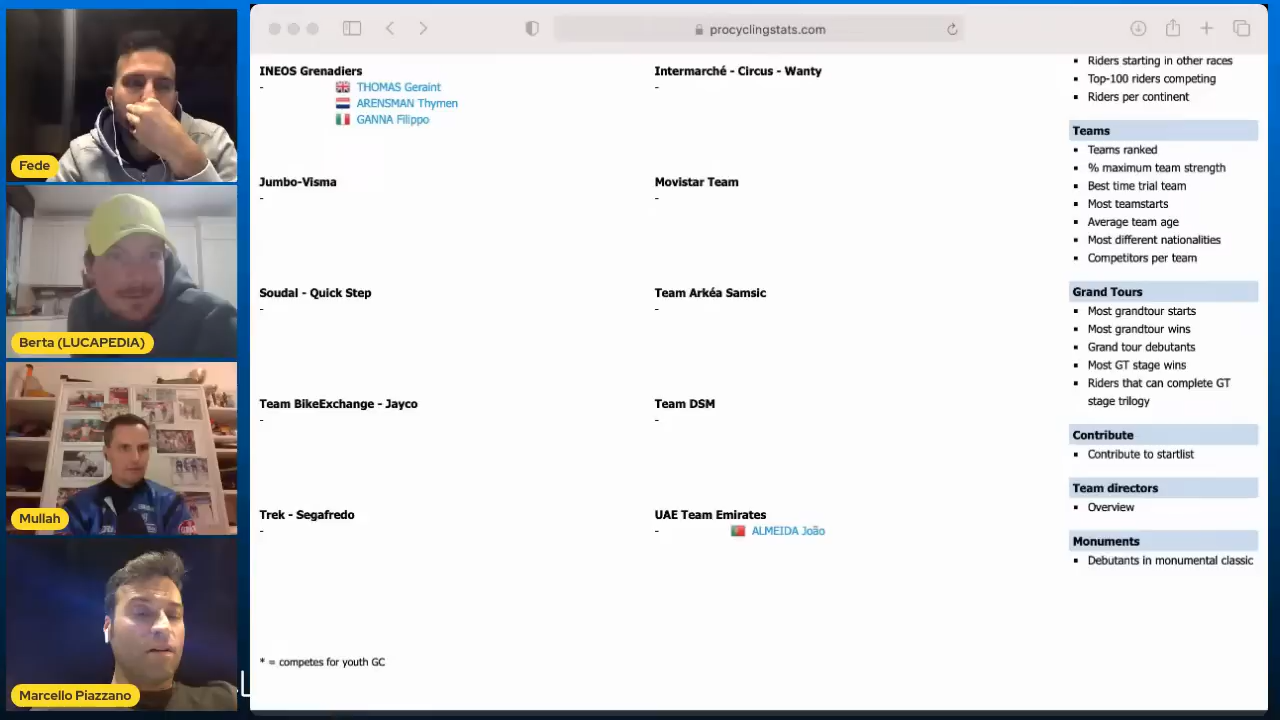 Fede
Berta (LUCAPEDIA)
Mullah
Marcello Piazzano
procyclingstats.com
INEOS Grenadiers
-
THOMAS Geraint
ARENSMAN Thymen
GANNA Filippo
Intermarché - Circus - Wanty
-
Jumbo-Visma
-
Movistar Team
-
Soudal - Quick Step
-
Team Arkéa Samsic
-
Team BikeExchange - Jayco
-
Team DSM
-
Trek - Segafredo
-
UAE Team Emirates
-
ALMEIDA João
* = competes for youth GC
Riders starting in other races
Top-100 riders competing
Riders per continent
Teams
Teams ranked
% maximum team strength
Best time trial team
Most teamstarts
Average team age
Most different nationalities
Competitors per team
Grand Tours
Most grandtour starts
Most grandtour wins
Grand tour debutants
Most GT stage wins
Riders that can complete GT
stage trilogy
Contribute
Contribute to startlist
Team directors
Overview
Monuments
Debutants in monumental classic